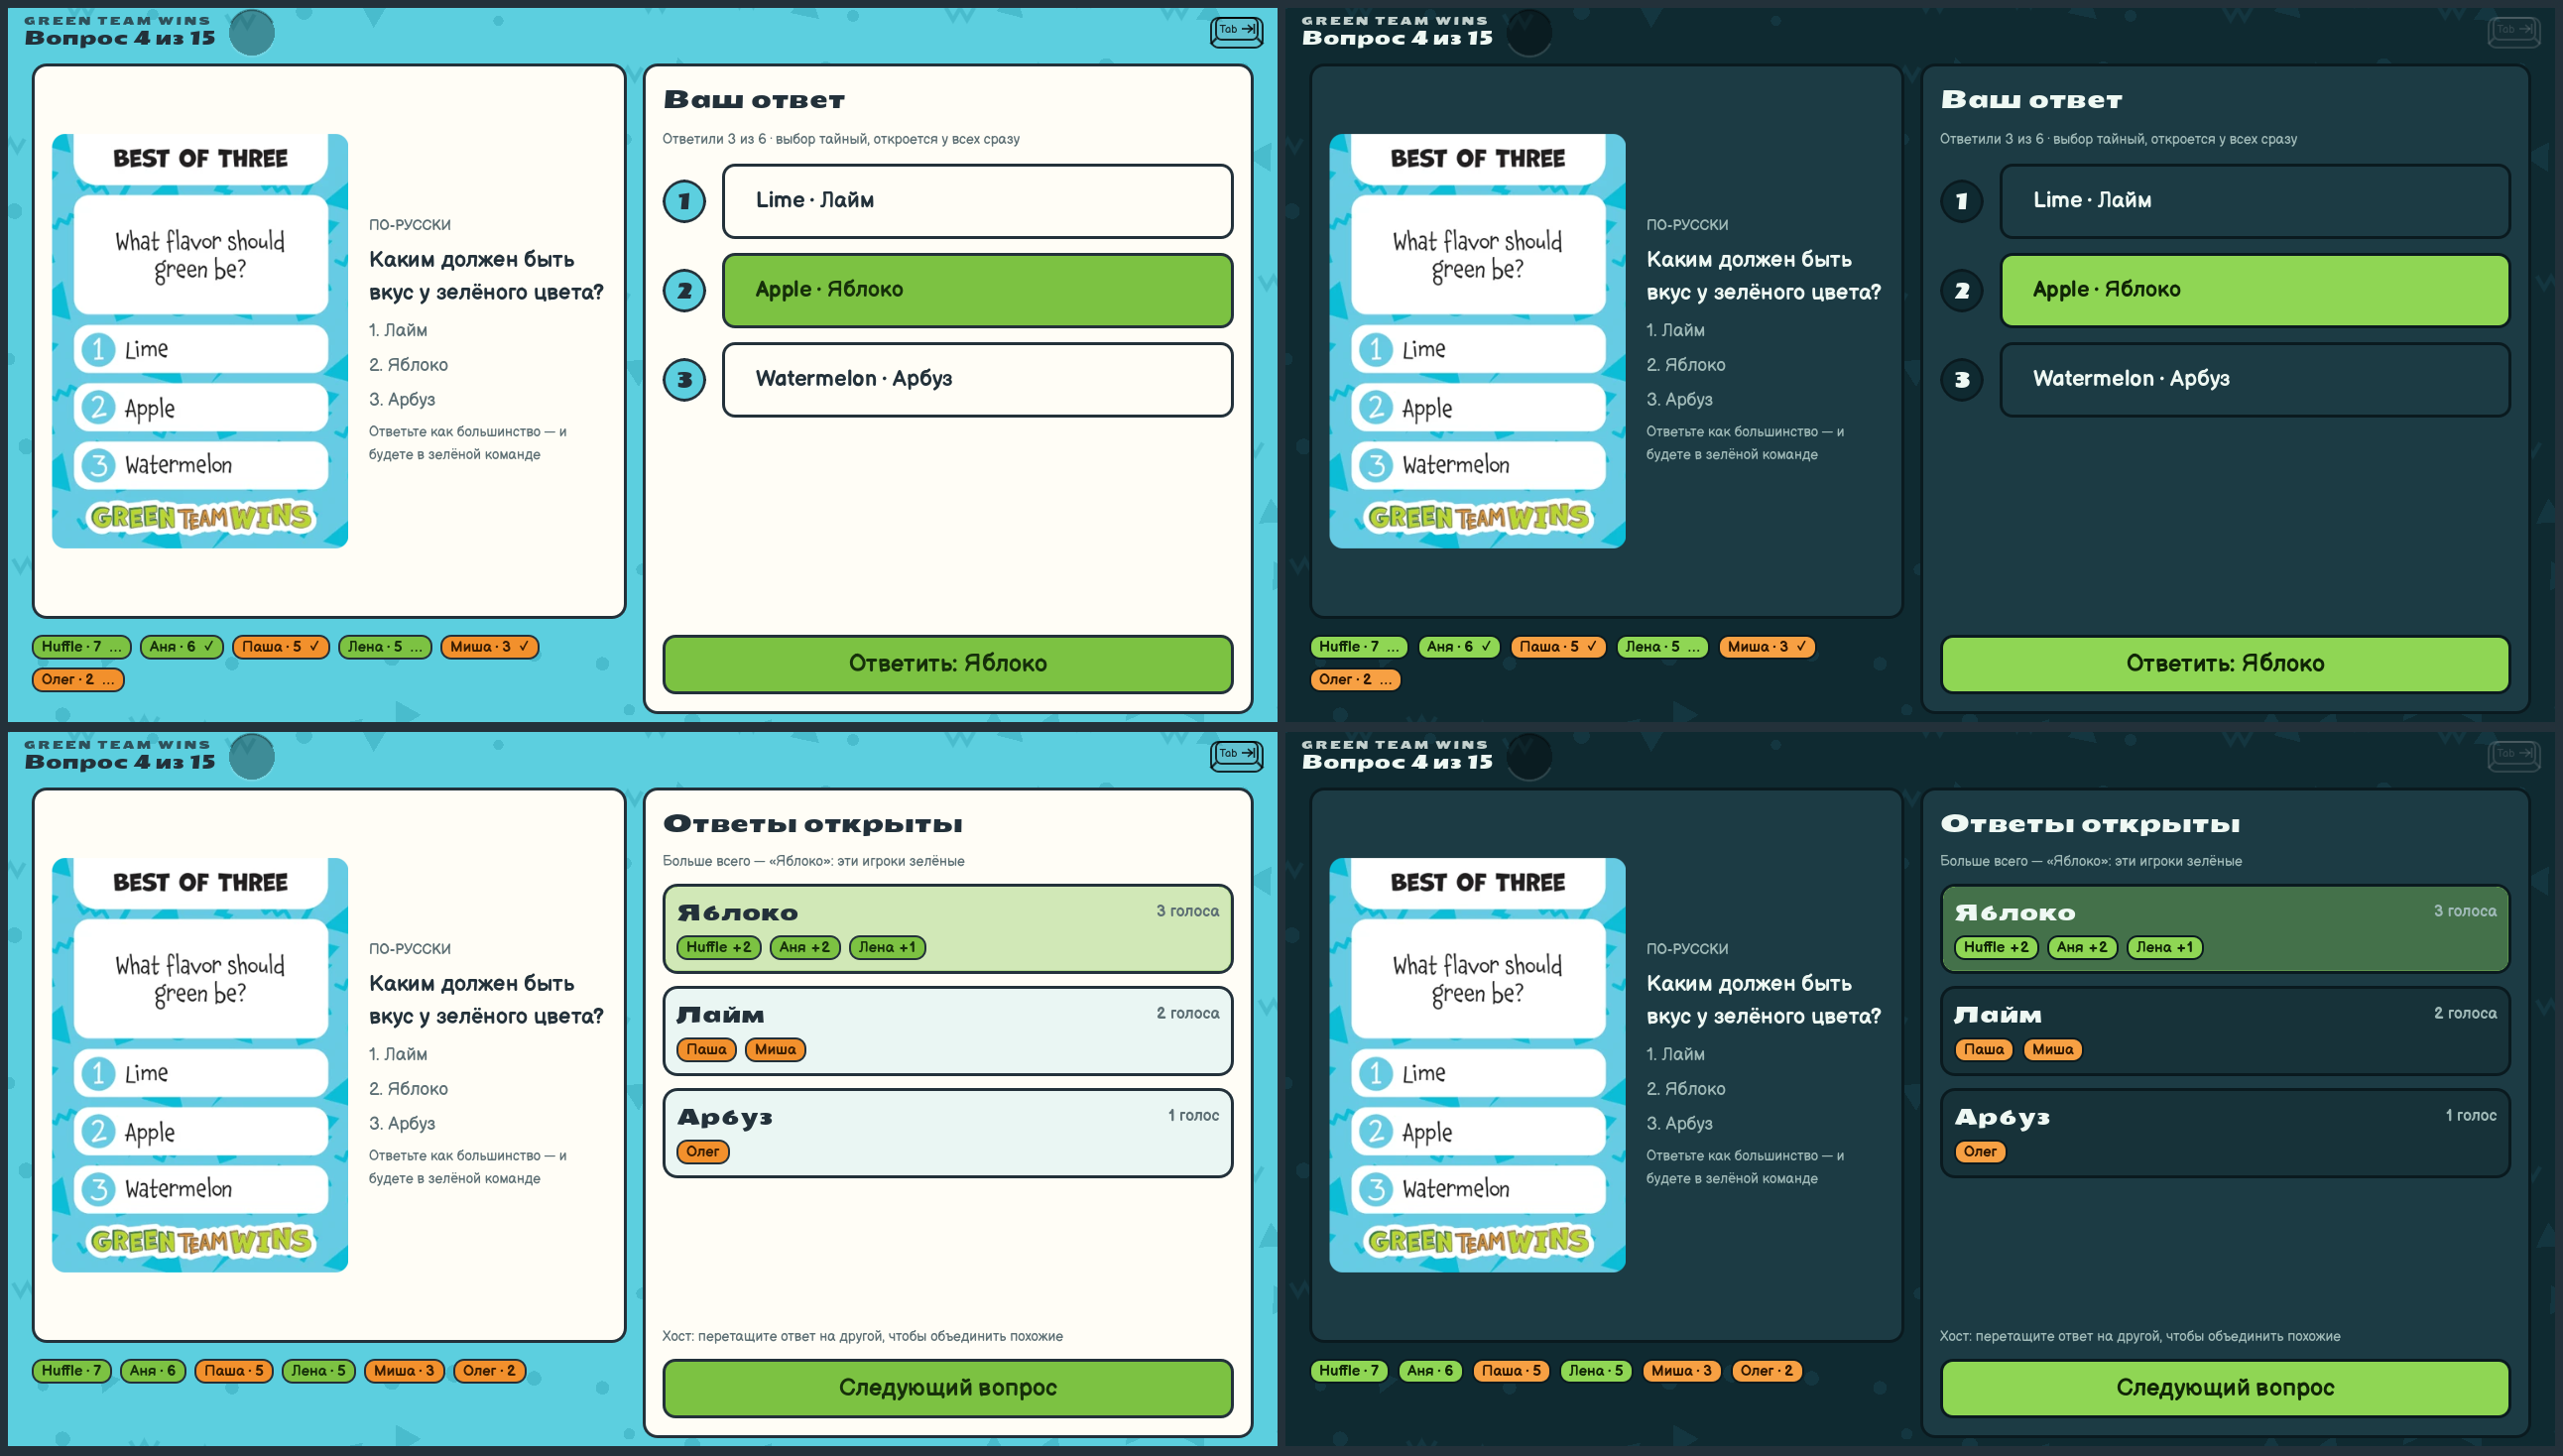 GREEN TEAM WINS
Вопрос 4 из 15
Tab
BEST OF THREE
What flavor should
green be?
1 Lime
2 Apple
3 Watermelon
GREEN TEAM WINS
ПО-РУССКИ
Каким должен быть
вкус у зелёного цвета?
1. Лайм
2. Яблоко
3. Арбуз
Ответьте как большинство — и
будете в зелёной команде
Huffle · 7 ...
Аня · 6 ✓
Паша · 5 ✓
Лена · 5 ...
Миша · 3 ✓
Олег · 2 ...
Ваш ответ
Ответили 3 из 6 · выбор тайный, откроется у всех сразу
1 Lime · Лайм
2 Apple · Яблоко
3 Watermelon · Арбуз
Ответить: Яблоко
GREEN TEAM WINS
Вопрос 4 из 15
Tab
BEST OF THREE
What flavor should
green be?
1 Lime
2 Apple
3 Watermelon
GREEN TEAM WINS
ПО-РУССКИ
Каким должен быть
вкус у зелёного цвета?
1. Лайм
2. Яблоко
3. Арбуз
Ответьте как большинство — и
будете в зелёной команде
Huffle · 7 ...
Аня · 6 ✓
Паша · 5 ✓
Лена · 5 ...
Миша · 3 ✓
Олег · 2 ...
Ваш ответ
Ответили 3 из 6 · выбор тайный, откроется у всех сразу
1 Lime · Лайм
2 Apple · Яблоко
3 Watermelon · Арбуз
Ответить: Яблоко
GREEN TEAM WINS
Вопрос 4 из 15
Tab
BEST OF THREE
What flavor should
green be?
1 Lime
2 Apple
3 Watermelon
GREEN TEAM WINS
ПО-РУССКИ
Каким должен быть
вкус у зелёного цвета?
1. Лайм
2. Яблоко
3. Арбуз
Ответьте как большинство — и
будете в зелёной команде
Huffle · 7
Аня · 6
Паша · 5
Лена · 5
Миша · 3
Олег · 2
Ответы открыты
Больше всего — «Яблоко»: эти игроки зелёные
Яблоко 3 голоса
Huffle +2 Аня +2 Лена +1
Лайм 2 голоса
Паша Миша
Арбуз 1 голос
Олег
Хост: перетащите ответ на другой, чтобы объединить похожие
Следующий вопрос
GREEN TEAM WINS
Вопрос 4 из 15
Tab
BEST OF THREE
What flavor should
green be?
1 Lime
2 Apple
3 Watermelon
GREEN TEAM WINS
ПО-РУССКИ
Каким должен быть
вкус у зелёного цвета?
1. Лайм
2. Яблоко
3. Арбуз
Ответьте как большинство — и
будете в зелёной команде
Huffle · 7
Аня · 6
Паша · 5
Лена · 5
Миша · 3
Олег · 2
Ответы открыты
Больше всего — «Яблоко»: эти игроки зелёные
Яблоко 3 голоса
Huffle +2 Аня +2 Лена +1
Лайм 2 голоса
Паша Миша
Арбуз 1 голос
Олег
Хост: перетащите ответ на другой, чтобы объединить похожие
Следующий вопрос